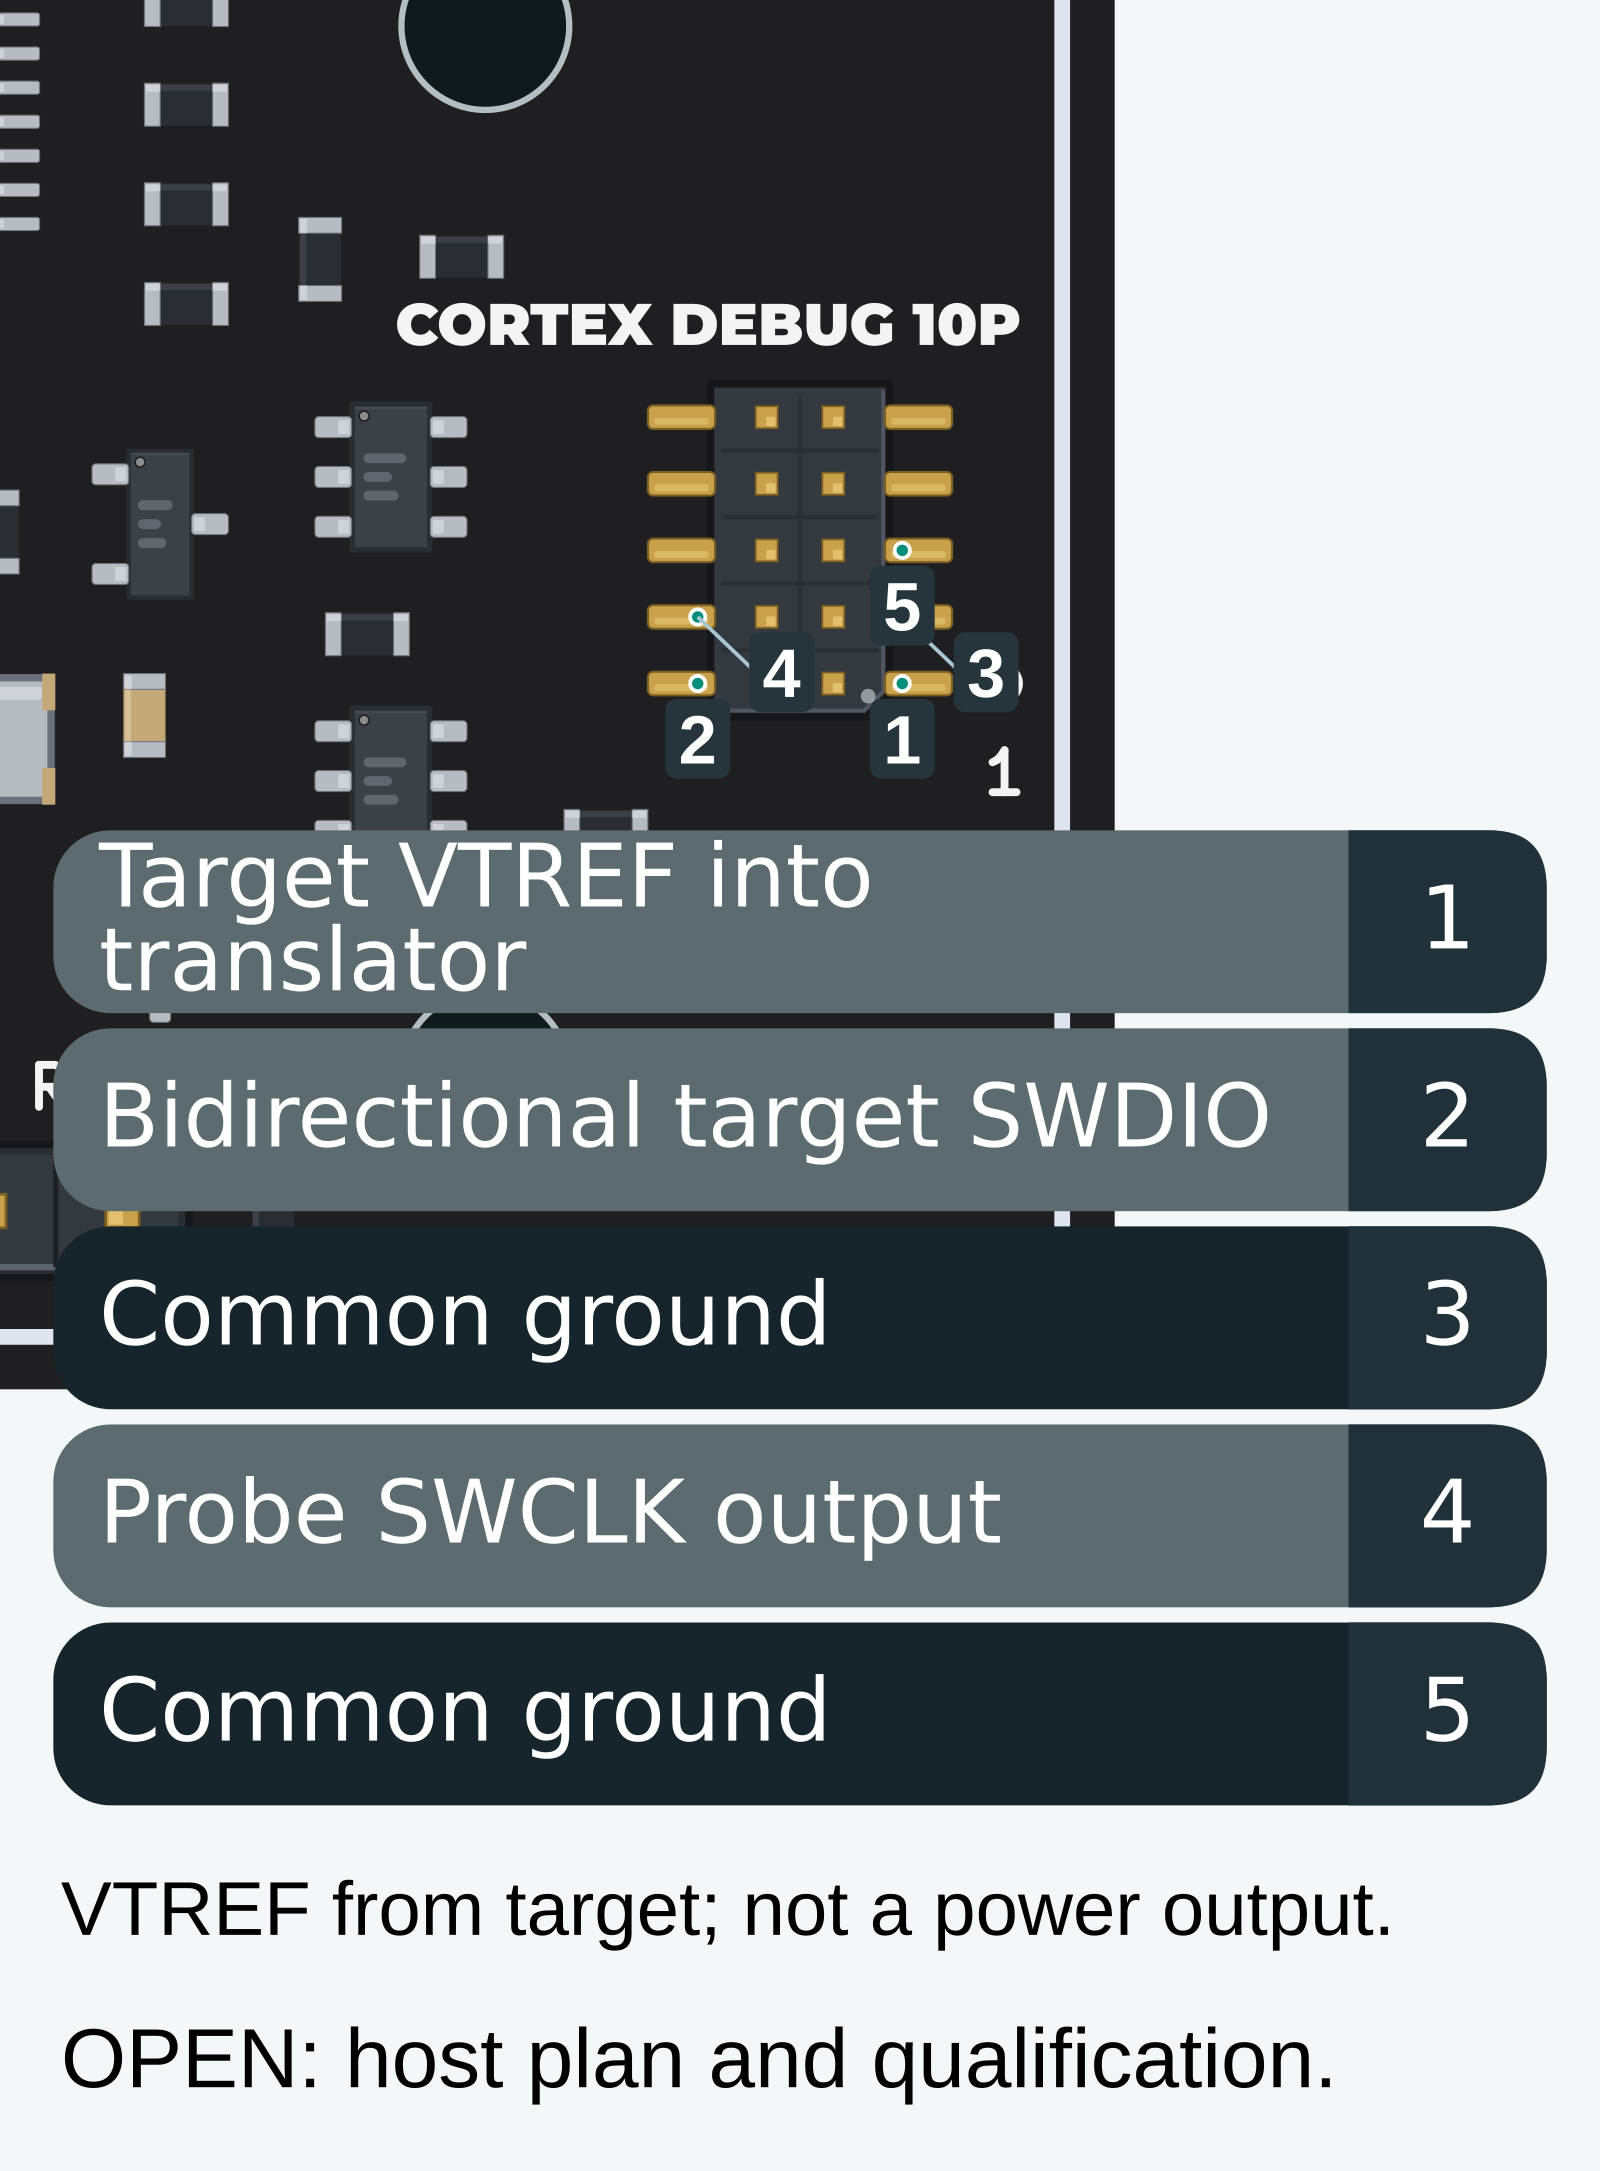 CORTEX DEBUG 10P
5
4
3
2
1
1
Target VTREF into
translator
1
Bidirectional target SWDIO
2
Common ground
3
Probe SWCLK output
4
Common ground
5
VTREF from target; not a power output.
OPEN: host plan and qualification.